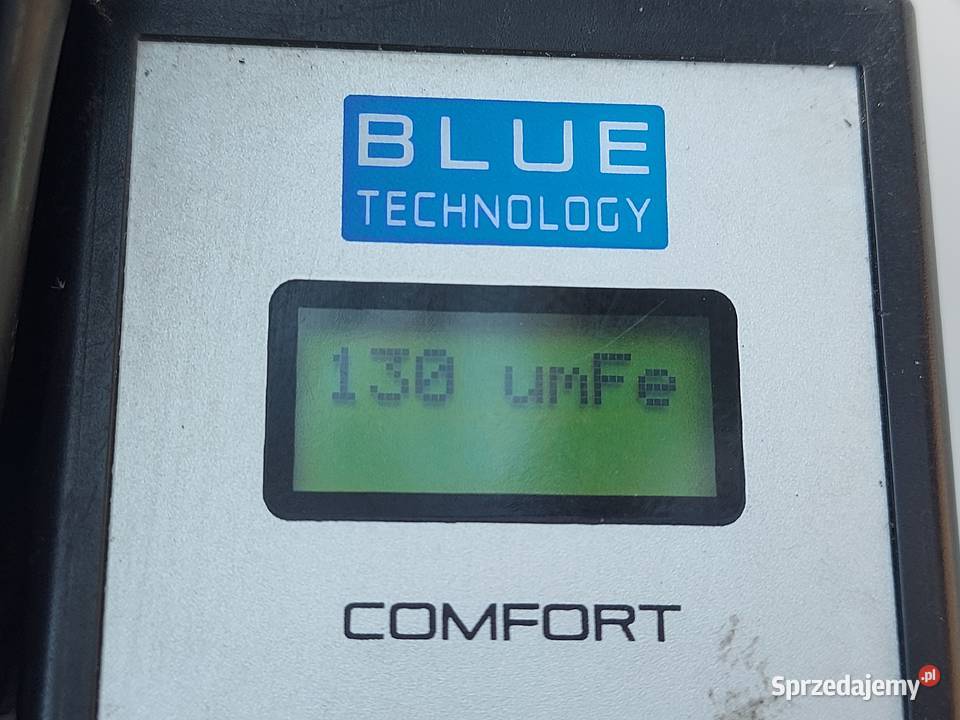 BLUE
TECHNOLOGY
130 umFe
COMFORT
Sprzedajemy.pl